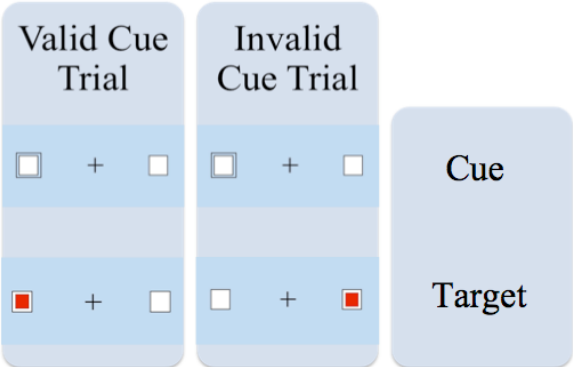 Valid Cue
Trial
Invalid
Cue Trial
+
+
Cue
+
+
Target